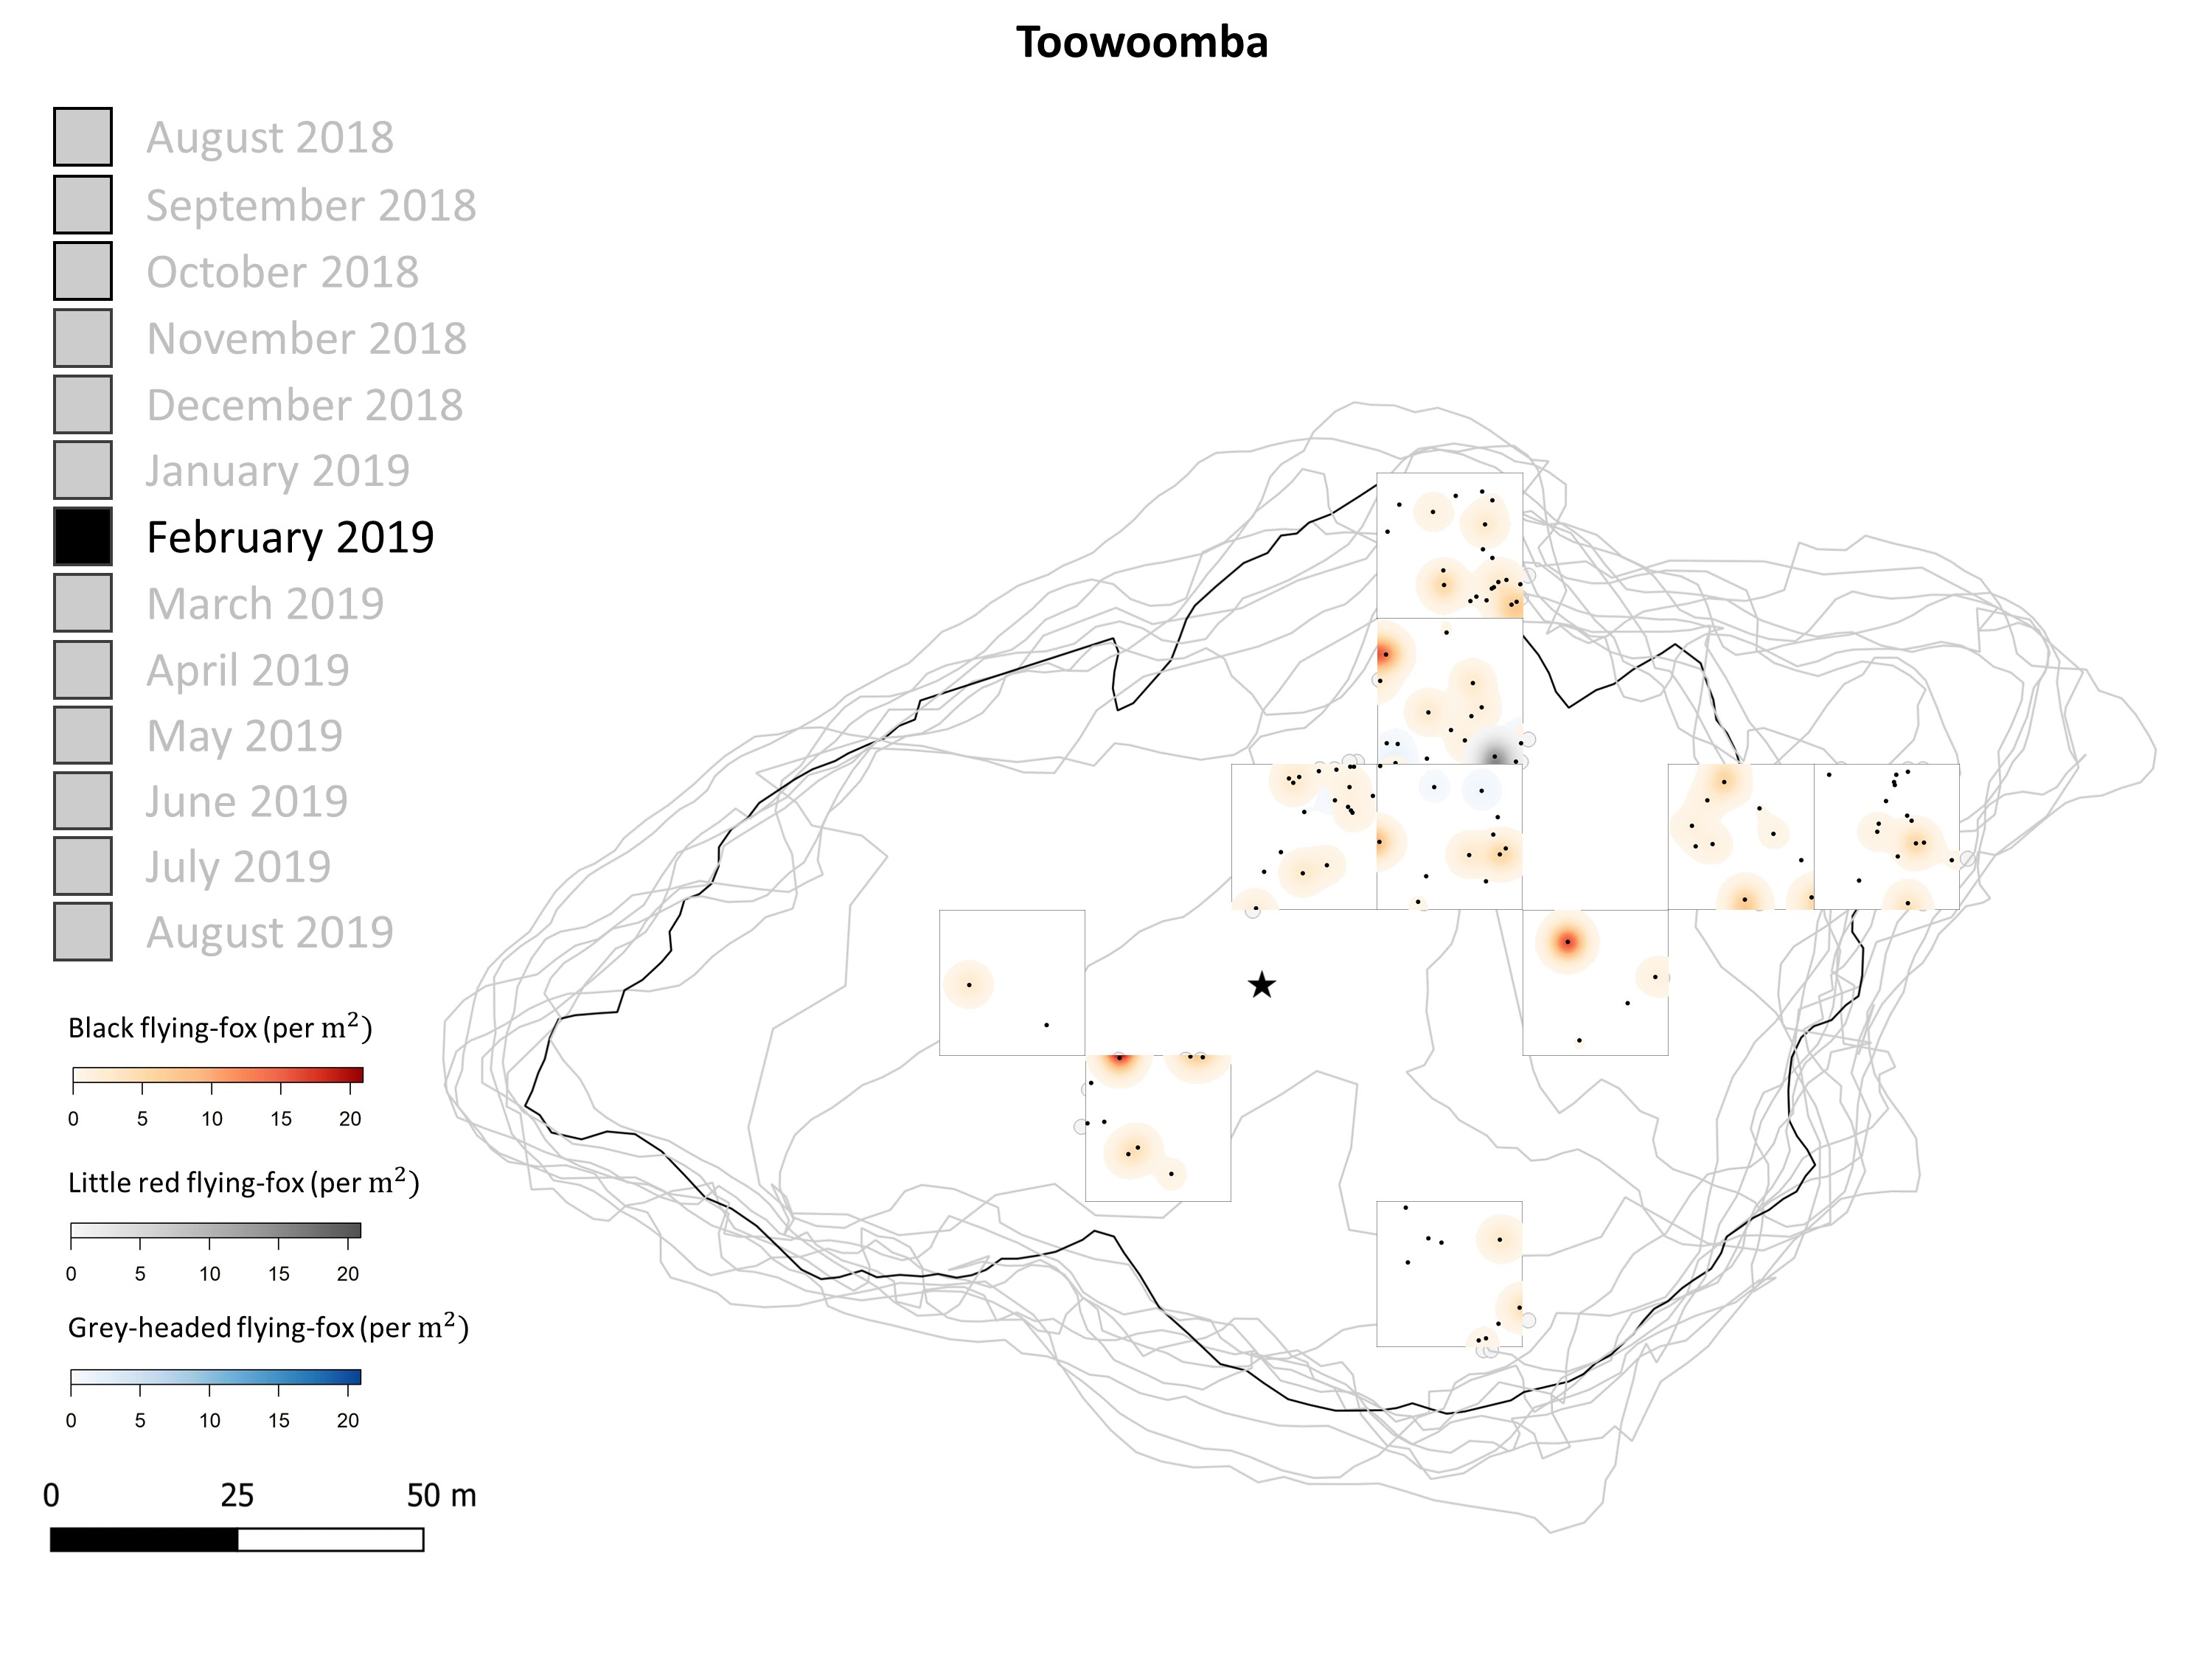 Toowoomba
August 2018
September 2018
October 2018
November 2018
December 2018
January 2019
February 2019
March 2019
April 2019
May 2019
June 2019
July 2019
August 2019
Black flying-fox (per m²)
0 5 10 15 20
Little red flying-fox (per m²)
0 5 10 15 20
Grey-headed flying-fox (per m²)
0 5 10 15 20
0 25 50 m